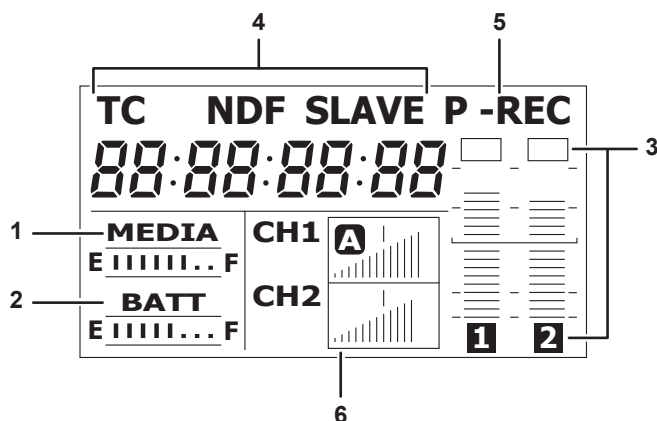 4 5
TC NDF SLAVE P -REC
88:88:88:88
3
1 MEDIA CH1 A
E F
2 BATT CH2
E F
1 2
6